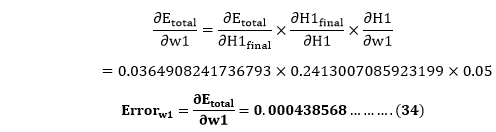 ∂E_total/∂w1 = ∂E_total/∂H1_final × ∂H1_final/∂H1 × ∂H1/∂w1
= 0.0364908241736793 × 0.2413007085923199 × 0.05
Error_w1 = ∂E_total/∂w1 = 0.000438568 … … … . (34)